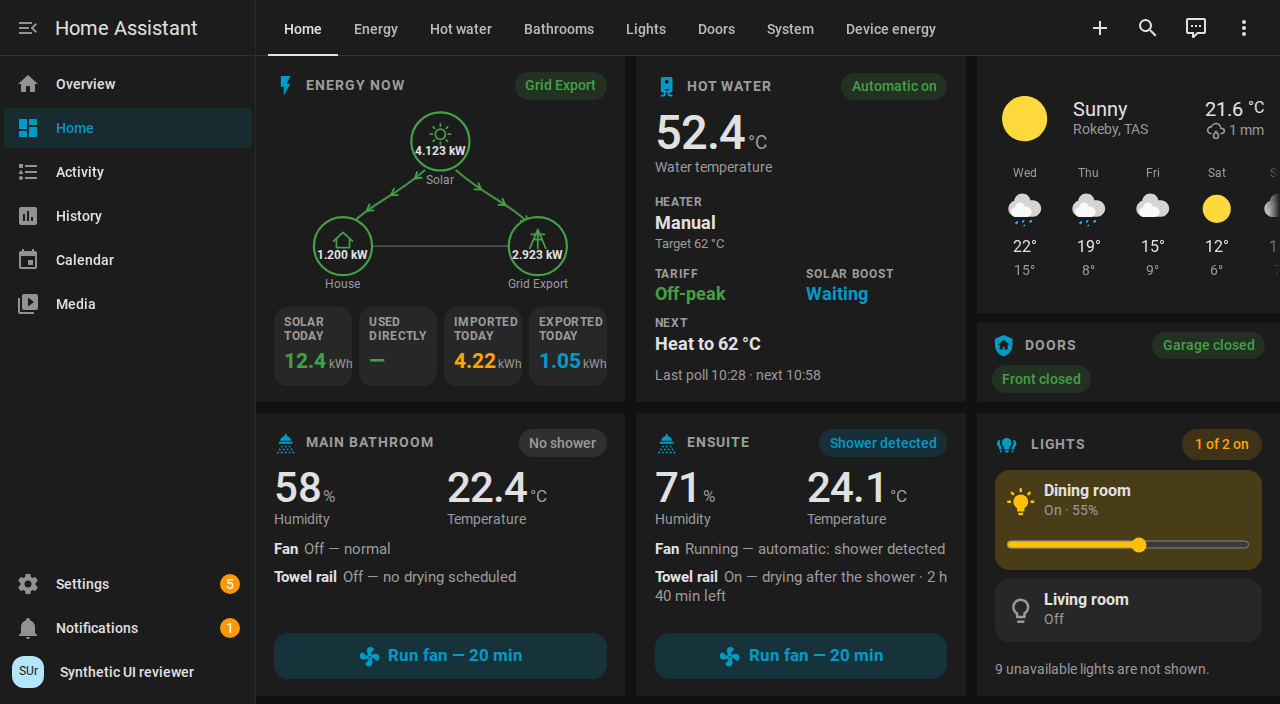 Home Assistant
Home Energy Hot water Bathrooms Lights Doors System Device energy
Overview
Home
Activity
History
Calendar
Media
Settings 5
Notifications 1
SUr Synthetic UI reviewer
ENERGY NOW Grid Export
4.123 kW
Solar
1.200 kW 2.923 kW
House Grid Export
SOLAR TODAY
12.4 kWh
USED DIRECTLY
—
IMPORTED TODAY
4.22 kWh
EXPORTED TODAY
1.05 kWh
HOT WATER Automatic on
52.4 °C
Water temperature
HEATER
Manual
Target 62 °C
TARIFF SOLAR BOOST
Off-peak Waiting
NEXT
Heat to 62 °C
Last poll 10:28 · next 10:58
Sunny 21.6 °C
Rokeby, TAS 1 mm
Wed Thu Fri Sat
22° 19° 15° 12°
15° 8° 9° 6°
DOORS Garage closed
Front closed
MAIN BATHROOM No shower
58 % 22.4 °C
Humidity Temperature
Fan Off — normal
Towel rail Off — no drying scheduled
Run fan — 20 min
ENSUITE Shower detected
71 % 24.1 °C
Humidity Temperature
Fan Running — automatic: shower detected
Towel rail On — drying after the shower · 2 h
40 min left
Run fan — 20 min
LIGHTS 1 of 2 on
Dining room
On · 55%
Living room
Off
9 unavailable lights are not shown.